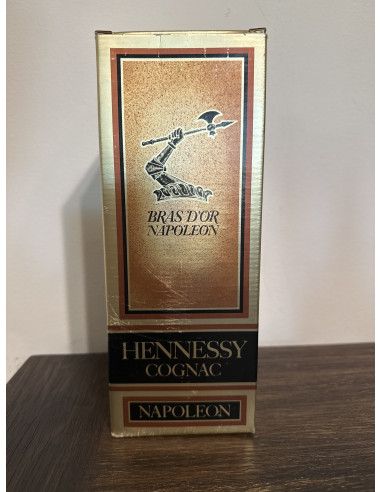 BRAS D'OR
NAPOLEON
HENNESSY
COGNAC
NAPOLEON